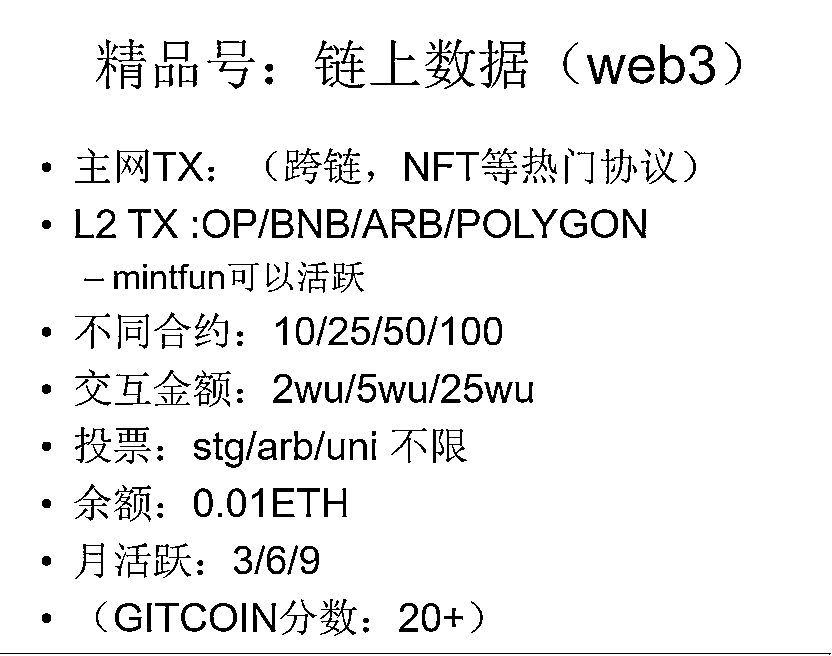 精品号：链上数据（web3）
• 主网TX：（跨链，NFT等热门协议）
• L2 TX :OP/BNB/ARB/POLYGON
– mintfun可以活跃
• 不同合约：10/25/50/100
• 交互金额：2wu/5wu/25wu
• 投票：stg/arb/uni 不限
• 余额：0.01ETH
• 月活跃：3/6/9
• （GITCOIN分数：20+）